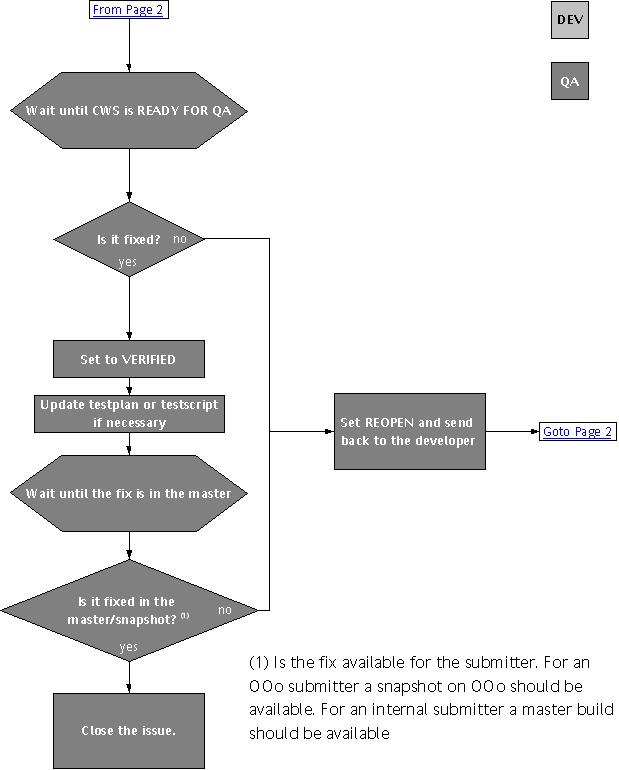 From Page 2
DEV
QA
Wait until CWS is READY FOR QA
Is it fixed?
no
yes
Set to VERIFIED
Update testplan or testscript
if necessary
Set REOPEN and send
back to the developer
Goto Page 2
Wait until the fix is in the master
Is it fixed in the
master/snapshot? (1)
no
yes
(1) Is the fix available for the submitter. For an
OOo submitter a snapshot on OOo should be
available. For an internal submitter a master build
should be available
Close the issue.